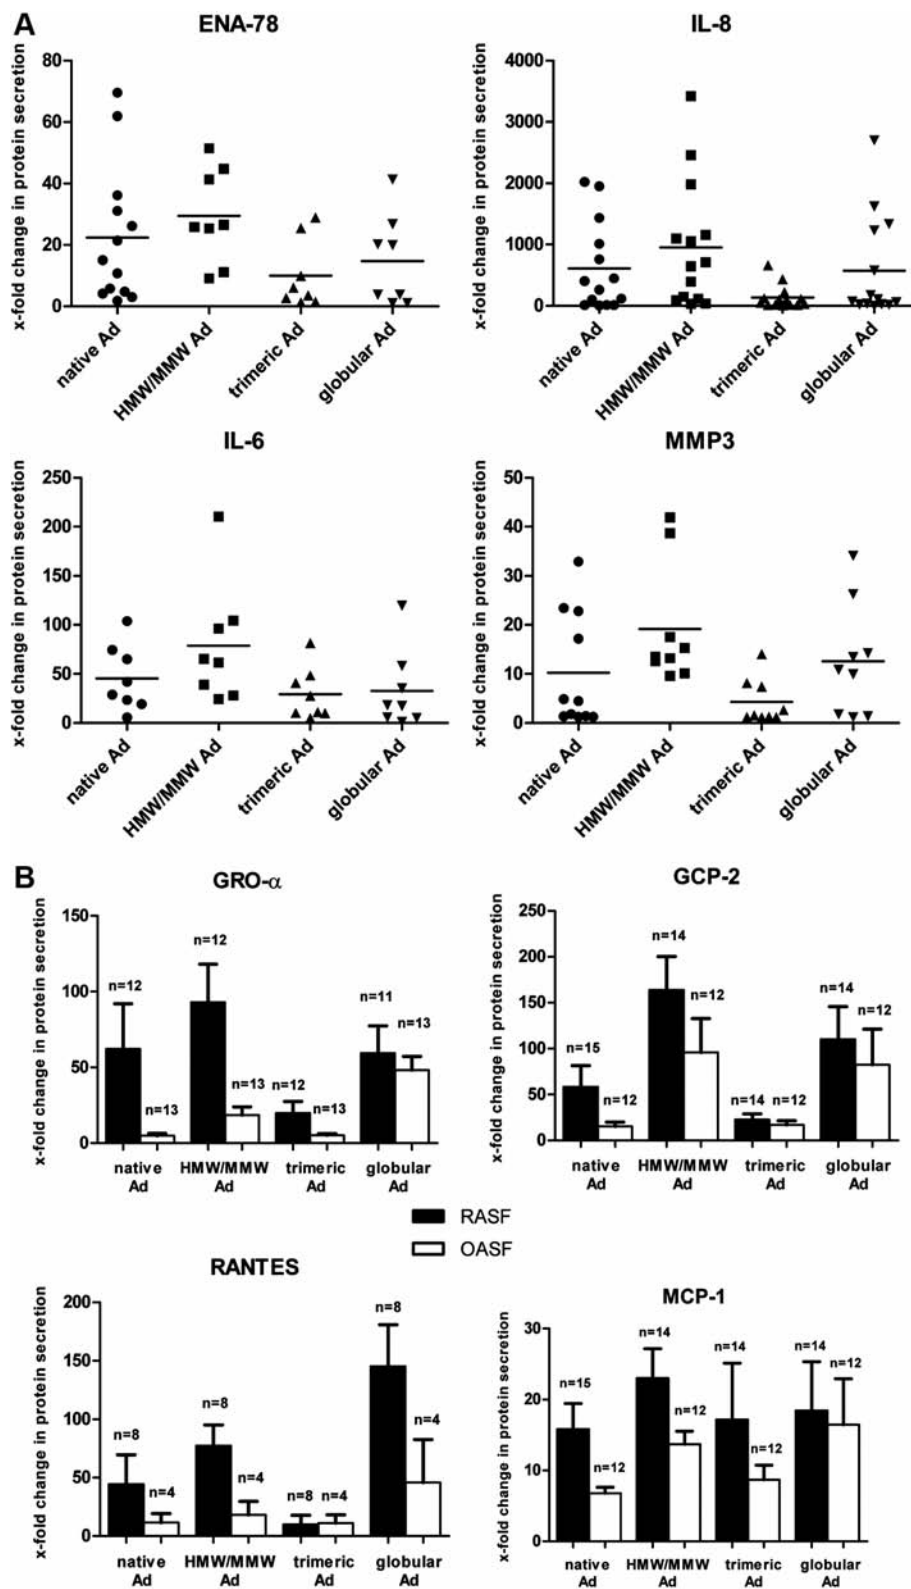 A
ENA-78
x-fold change in protein secretion
80
60
40
20
0
native Ad
HMW/MMW Ad
trimeric Ad
globular Ad
IL-8
x-fold change in protein secretion
4000
3000
2000
1000
0
native Ad
HMW/MMW Ad
trimeric Ad
globular Ad
IL-6
x-fold change in protein secretion
250
200
150
100
50
0
native Ad
HMW/MMW Ad
trimeric Ad
globular Ad
MMP3
x-fold change in protein secretion
50
40
30
20
10
0
native Ad
HMW/MMW Ad
trimeric Ad
globular Ad
B
GRO-α
x-fold change in protein secretion
150
100
50
0
n=12
n=13
n=12
n=13
n=12
n=13
n=11
n=13
native Ad
HMW/MMW Ad
trimeric Ad
globular Ad
GCP-2
x-fold change in protein secretion
250
200
150
100
50
0
n=15
n=12
n=14
n=12
n=14
n=12
n=14
n=12
native Ad
HMW/MMW Ad
trimeric Ad
globular Ad
RASF
OASF
RANTES
x-fold change in protein secretion
200
150
100
50
0
n=8
n=4
n=8
n=4
n=8
n=4
n=8
n=4
native Ad
HMW/MMW Ad
trimeric Ad
globular Ad
MCP-1
x-fold change in protein secretion
30
20
10
0
n=15
n=12
n=14
n=12
n=14
n=12
n=14
n=12
native Ad
HMW/MMW Ad
trimeric Ad
globular Ad